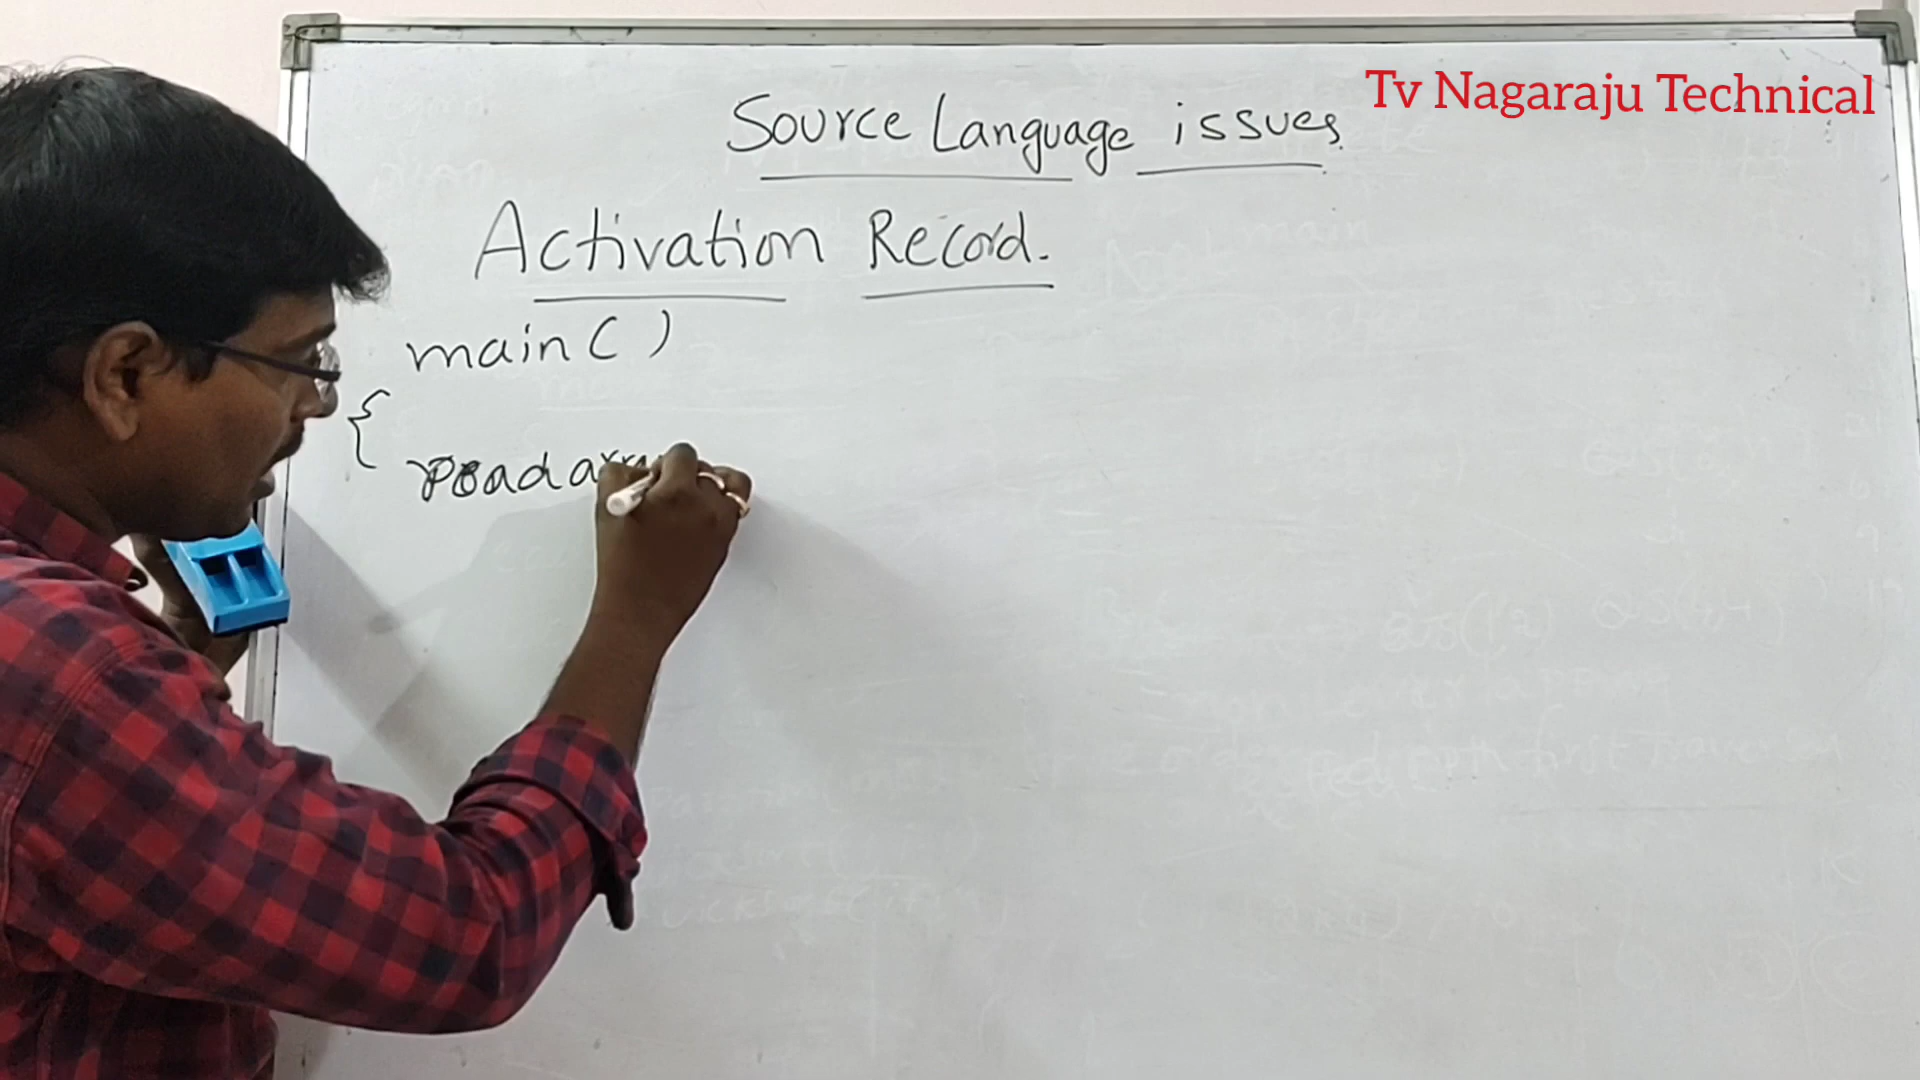 Tv Nagaraju Technical
Source Language issues
Activation Record.
main( )
{